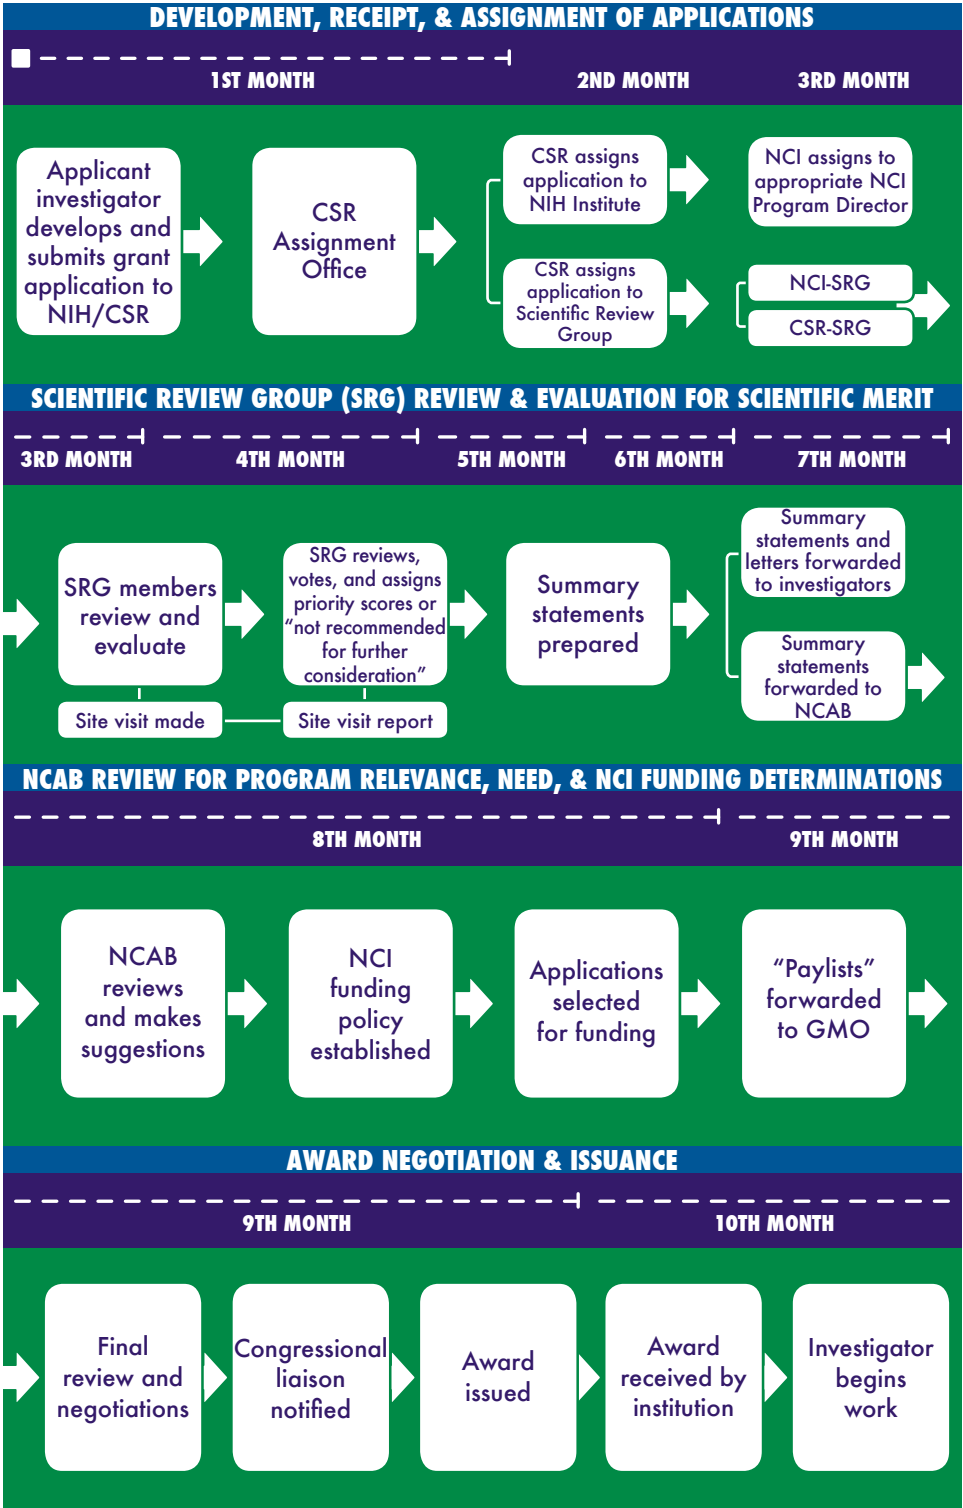 DEVELOPMENT, RECEIPT, & ASSIGNMENT OF APPLICATIONS
1ST MONTH
2ND MONTH
3RD MONTH
Applicant
investigator
develops and
submits grant
application to
NIH/CSR
CSR
Assignment
Office
CSR assigns
application to
NIH Institute
NCI assigns to
appropriate NCI
Program Director
CSR assigns
application to
Scientific Review
Group
NCI-SRG
CSR-SRG
SCIENTIFIC REVIEW GROUP (SRG) REVIEW & EVALUATION FOR SCIENTIFIC MERIT
3RD MONTH
4TH MONTH
5TH MONTH
6TH MONTH
7TH MONTH
SRG members
review and
evaluate
Site visit made
SRG reviews,
votes, and assigns
priority scores or
“not recommended
for further
consideration”
Site visit report
Summary
statements
prepared
Summary
statements and
letters forwarded
to investigators
Summary
statements
forwarded to
NCAB
NCAB REVIEW FOR PROGRAM RELEVANCE, NEED, & NCI FUNDING DETERMINATIONS
8TH MONTH
9TH MONTH
NCAB
reviews
and makes
suggestions
NCI
funding
policy
established
Applications
selected
for funding
“Paylists”
forwarded
to GMO
AWARD NEGOTIATION & ISSUANCE
9TH MONTH
10TH MONTH
Final
review and
negotiations
Congressional
liaison
notified
Award
issued
Award
received by
institution
Investigator
begins
work